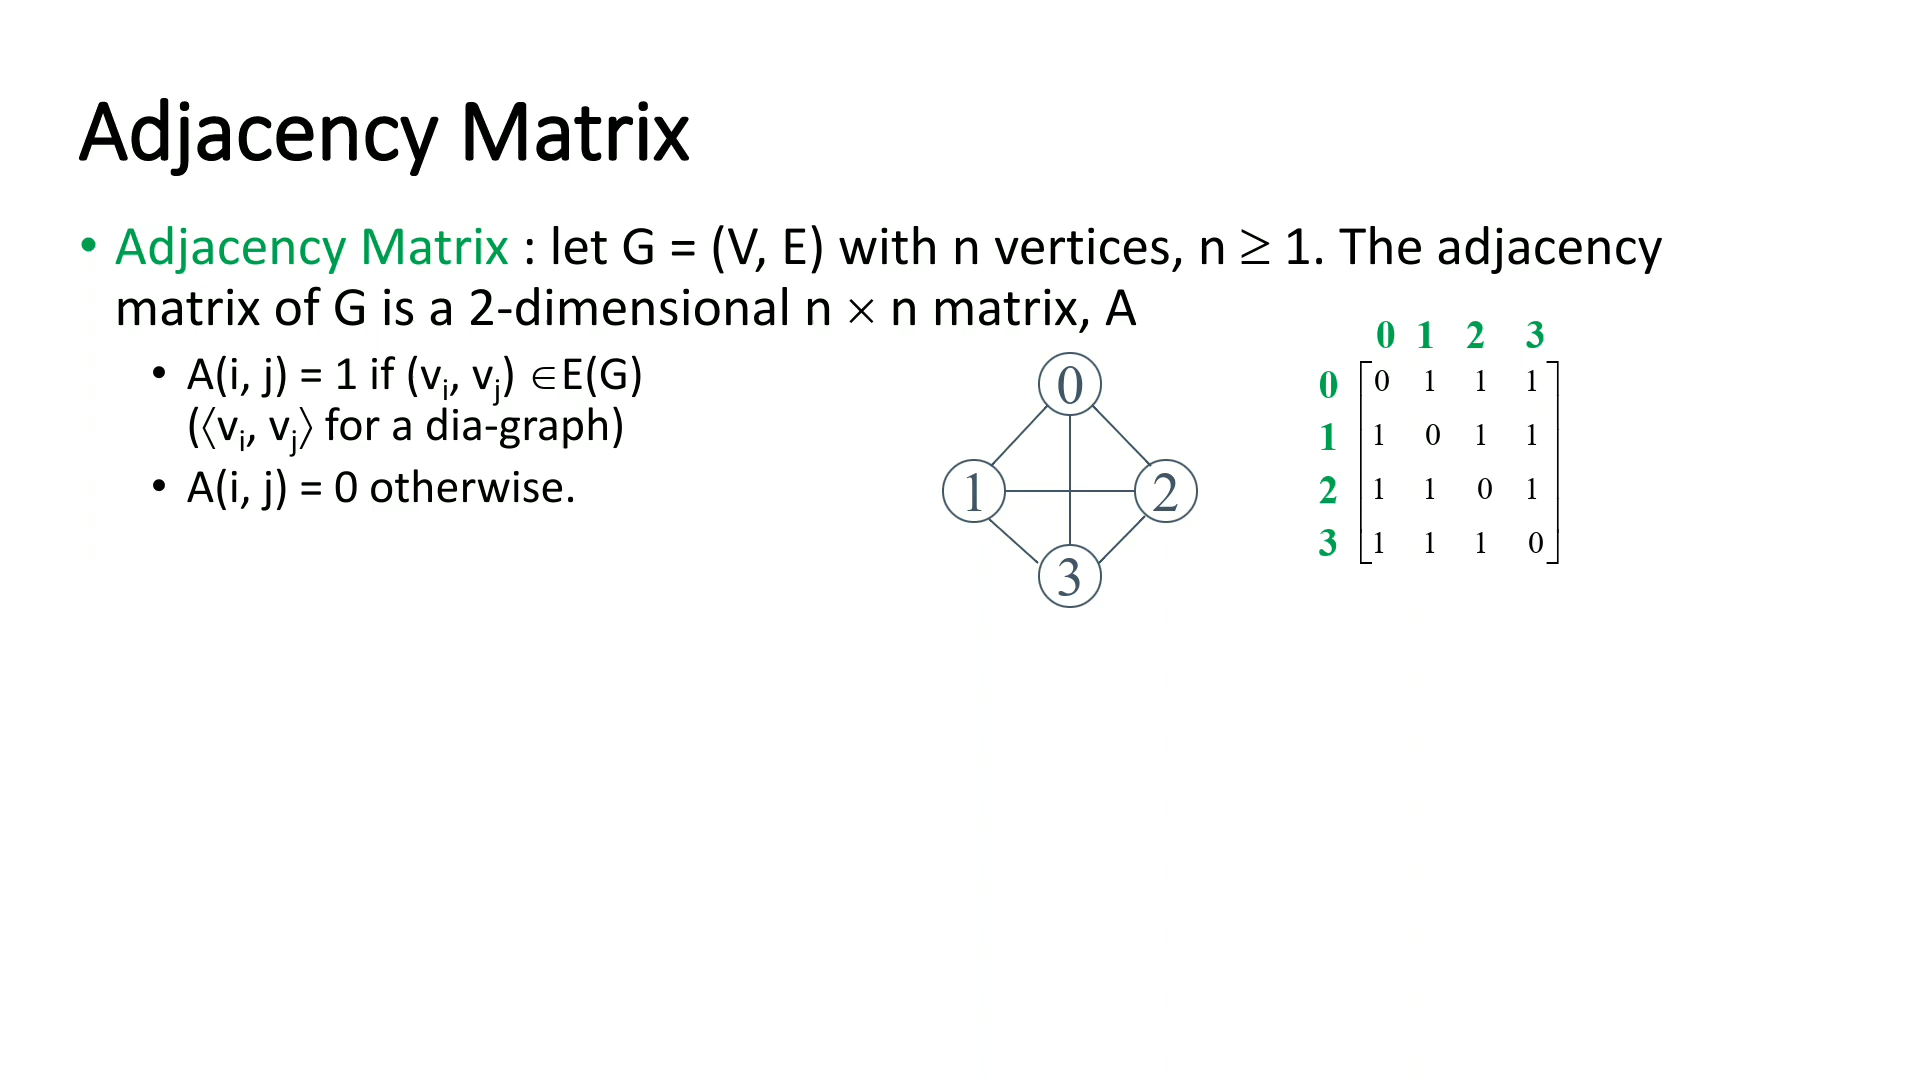 Adjacency Matrix
• Adjacency Matrix : let G = (V, E) with n vertices, n ≥ 1. The adjacency
matrix of G is a 2-dimensional n × n matrix, A
• A(i, j) = 1 if (vi, vj) ∈E(G)
(⟨vi, vj⟩ for a dia-graph)
• A(i, j) = 0 otherwise.
0
1 2
3
0 1 2 3
0 0 1 1 1
1 1 0 1 1
2 1 1 0 1
3 1 1 1 0